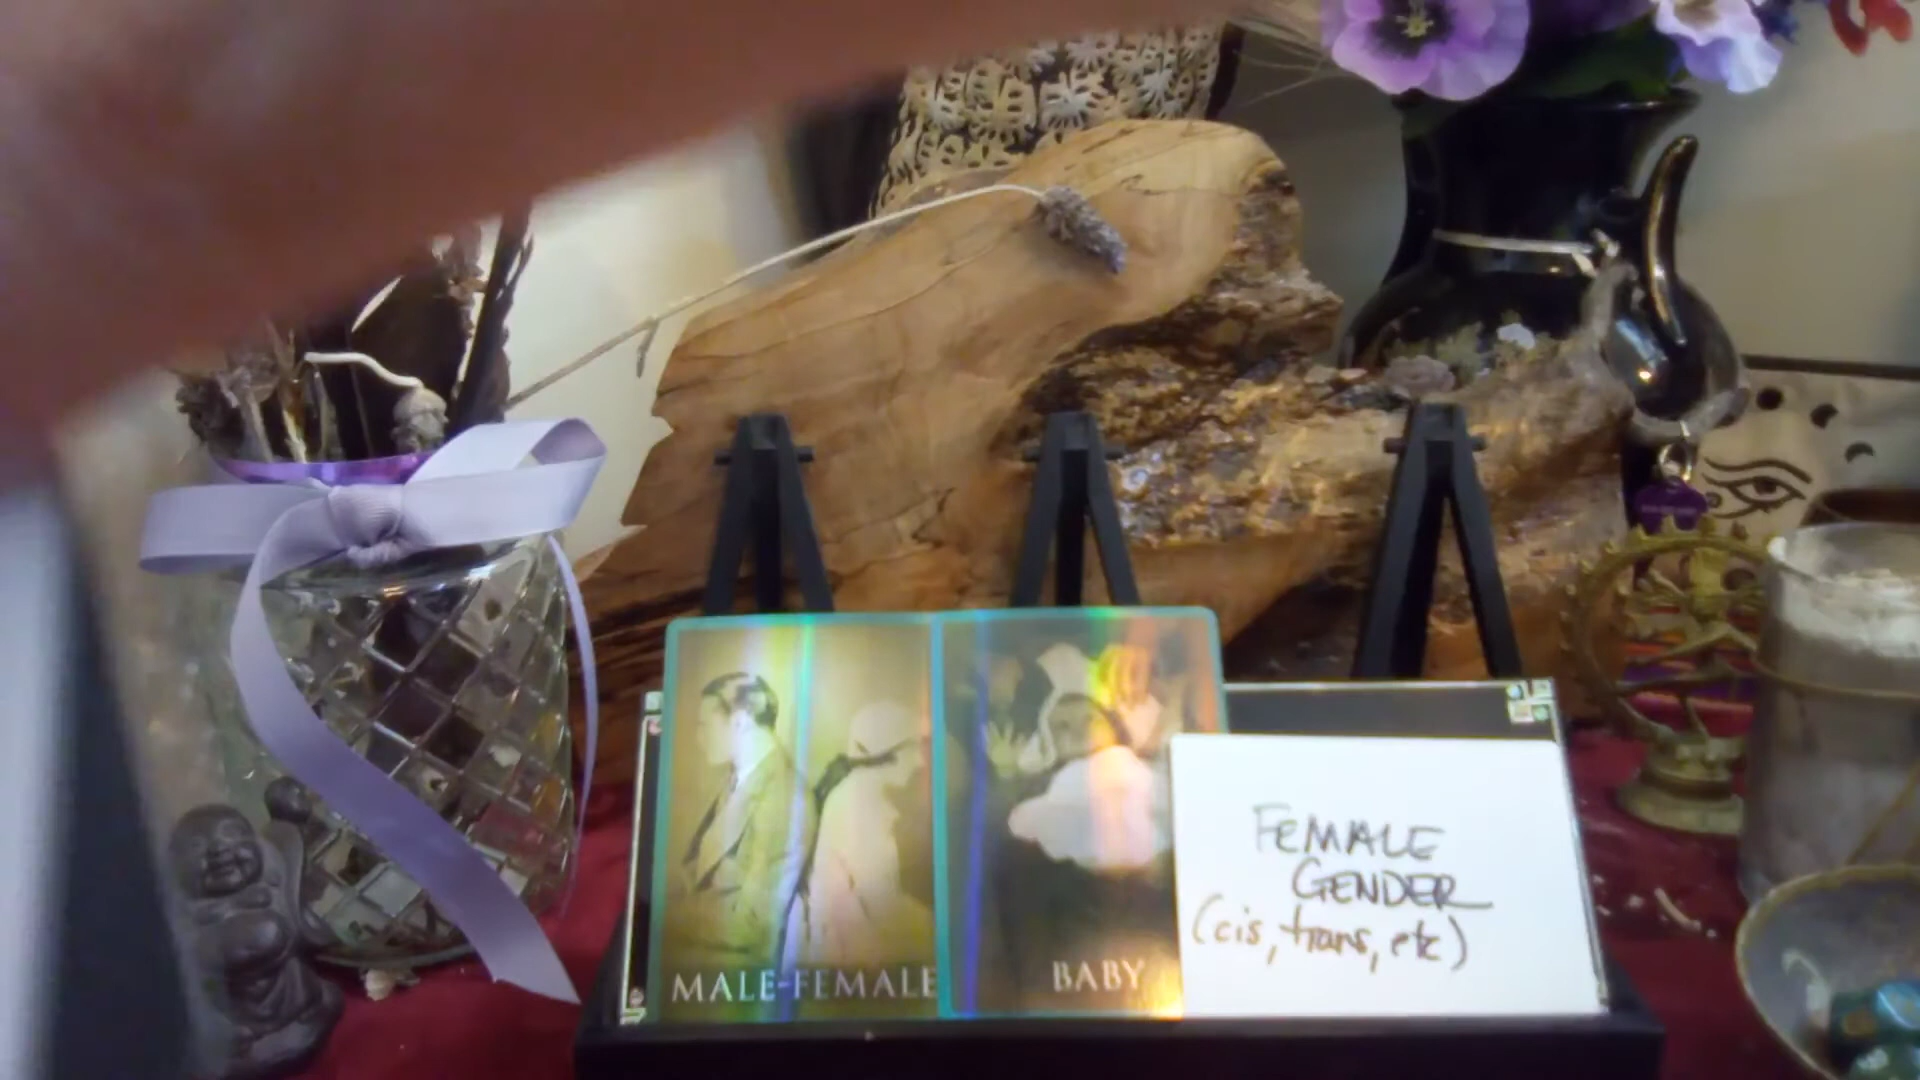 MALE-FEMALE
BABY
FEMALE
GENDER
(cis, trans, etc)